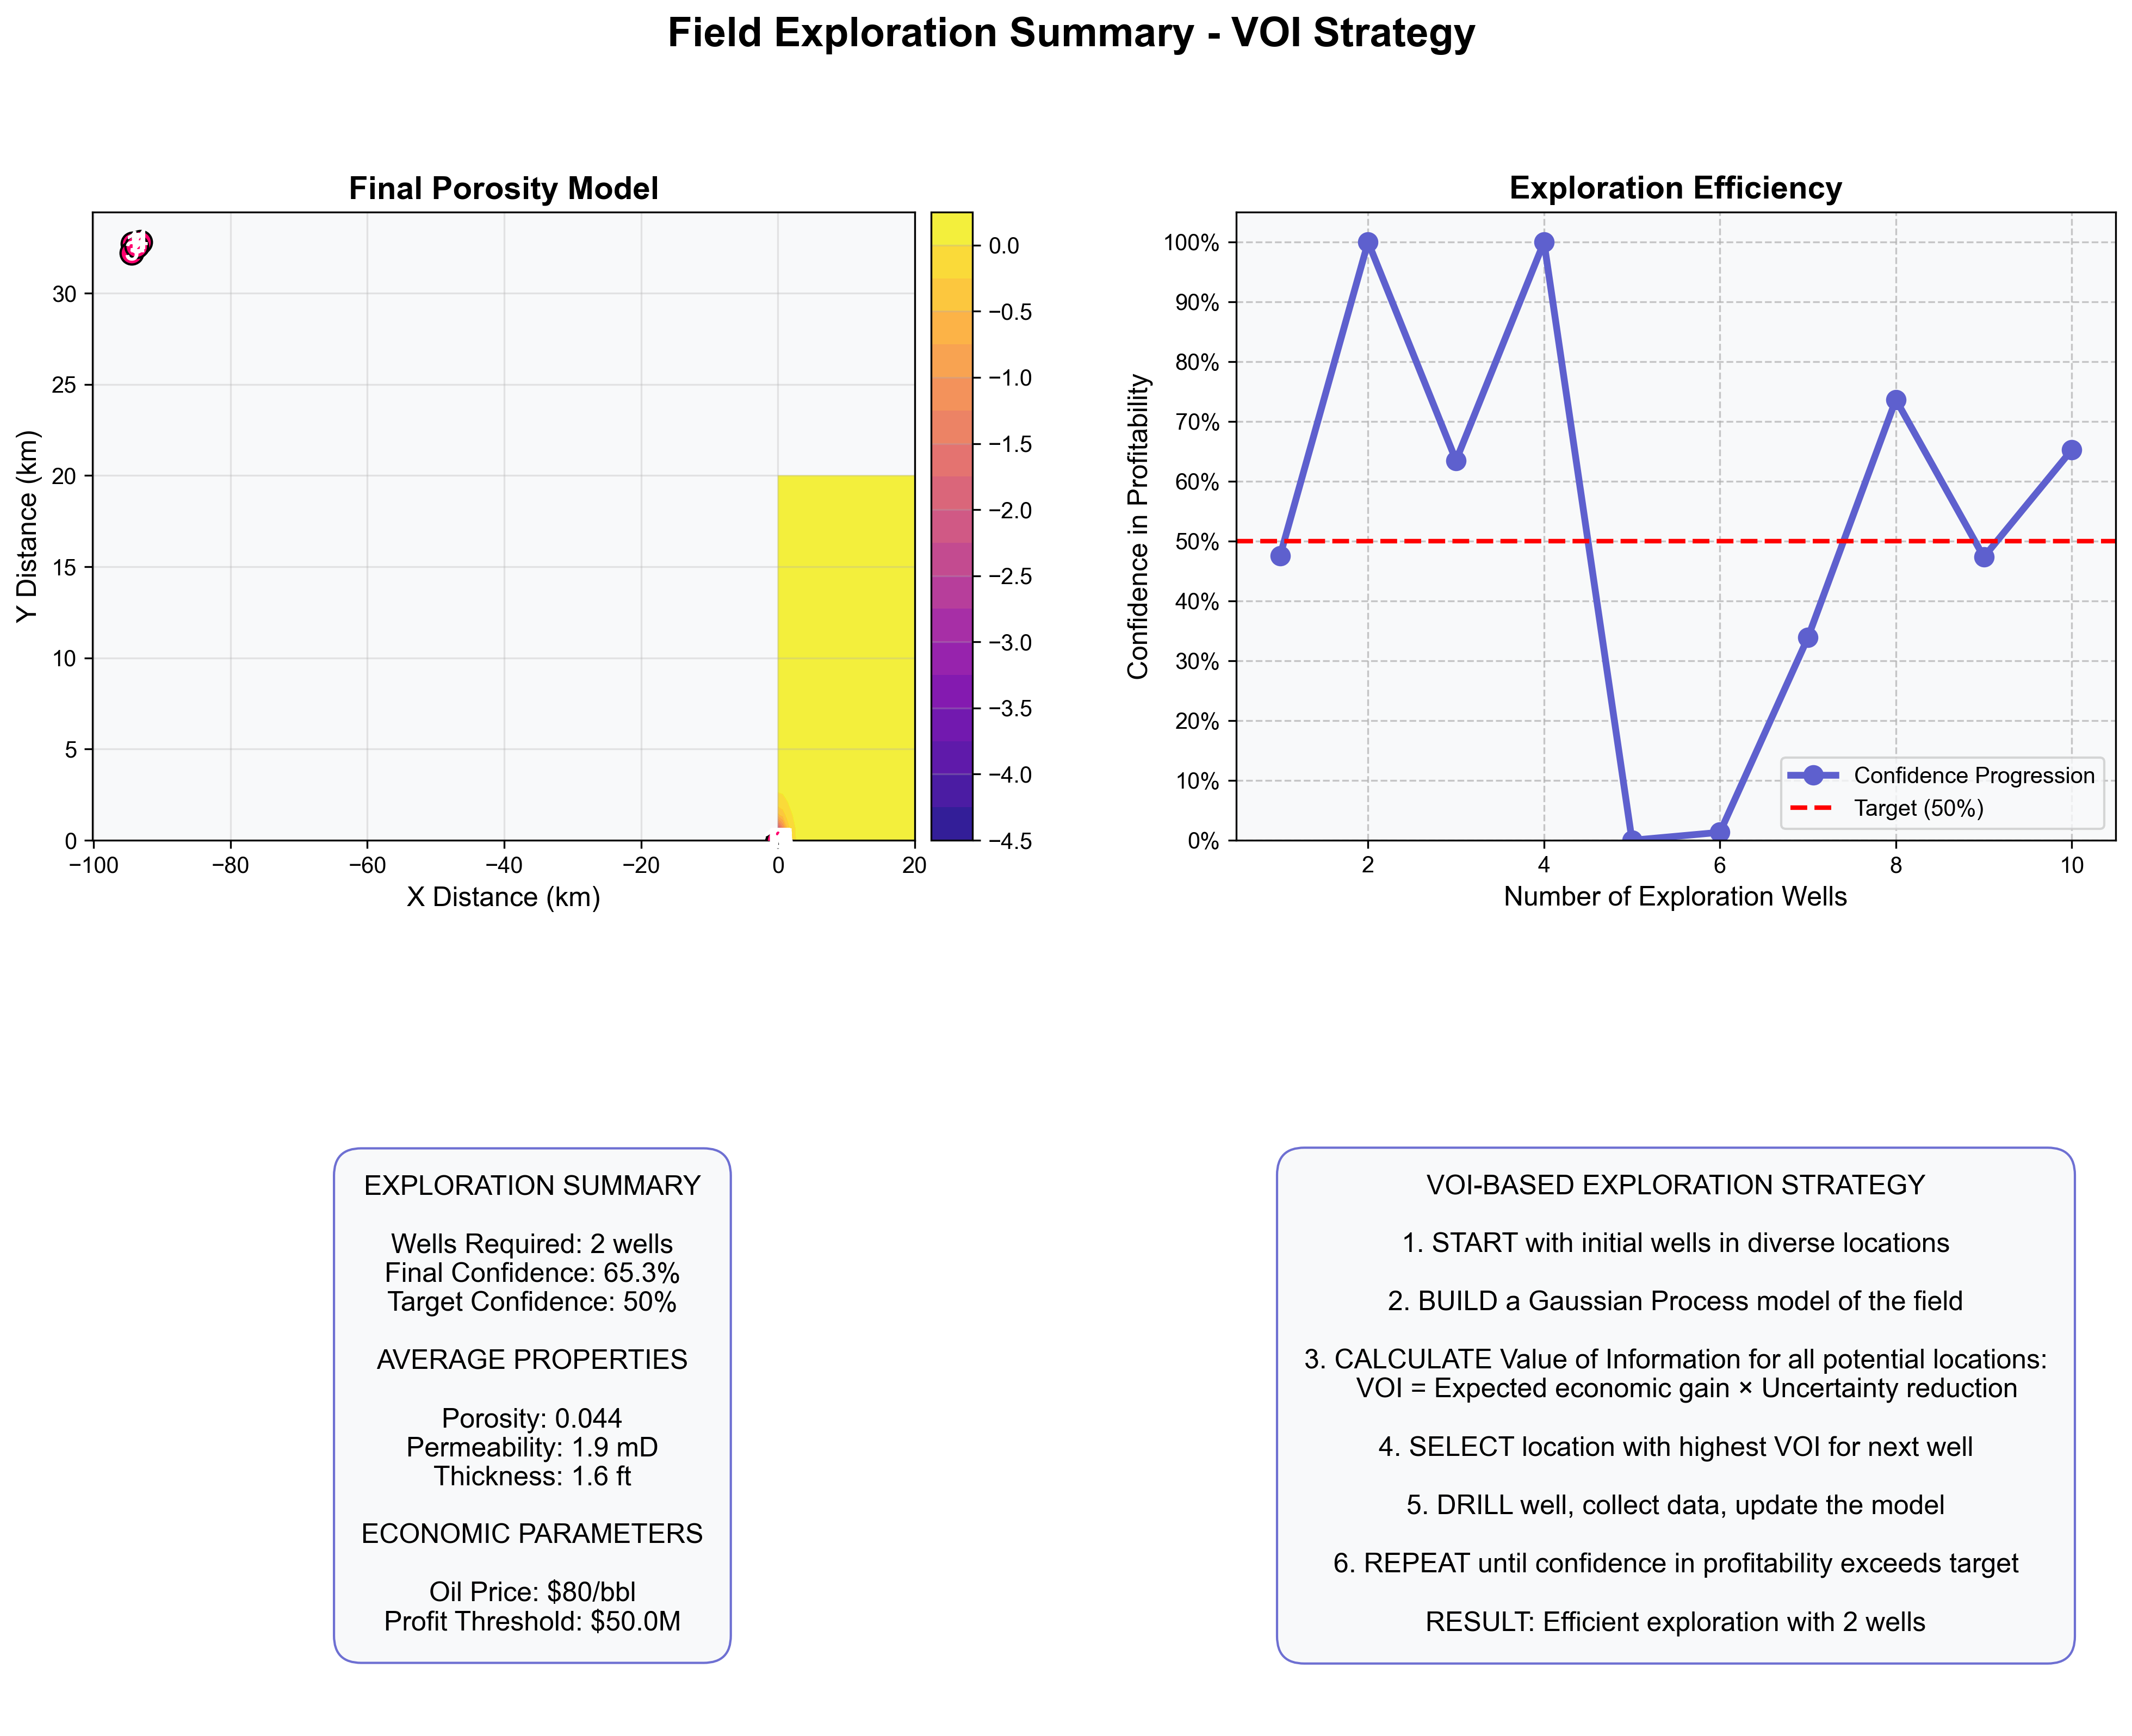 Field Exploration Summary - VOI Strategy
Final Porosity Model
30
25
20
15
10
5
0
Y Distance (km)
−100
−80
−60
−40
−20
0
20
X Distance (km)
0.0
−0.5
−1.0
−1.5
−2.0
−2.5
−3.0
−3.5
−4.0
−4.5
Exploration Efficiency
100%
90%
80%
70%
60%
50%
40%
30%
20%
10%
0%
Confidence in Profitability
Confidence Progression
Target (50%)
2
4
6
8
10
Number of Exploration Wells
EXPLORATION SUMMARY
Wells Required: 2 wells
Final Confidence: 65.3%
Target Confidence: 50%
AVERAGE PROPERTIES
Porosity: 0.044
Permeability: 1.9 mD
Thickness: 1.6 ft
ECONOMIC PARAMETERS
Oil Price: $80/bbl
Profit Threshold: $50.0M
VOI-BASED EXPLORATION STRATEGY
1. START with initial wells in diverse locations
2. BUILD a Gaussian Process model of the field
3. CALCULATE Value of Information for all potential locations:
VOI = Expected economic gain × Uncertainty reduction
4. SELECT location with highest VOI for next well
5. DRILL well, collect data, update the model
6. REPEAT until confidence in profitability exceeds target
RESULT: Efficient exploration with 2 wells